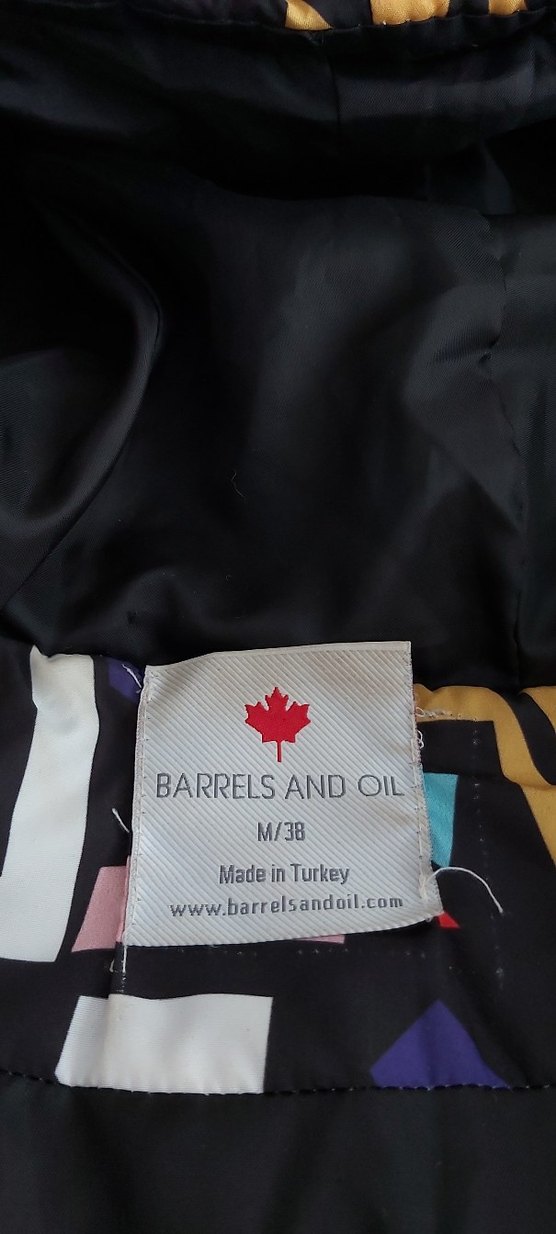 BARRELS AND OIL
M/38
Made in Turkey
www.barrelsandoil.com